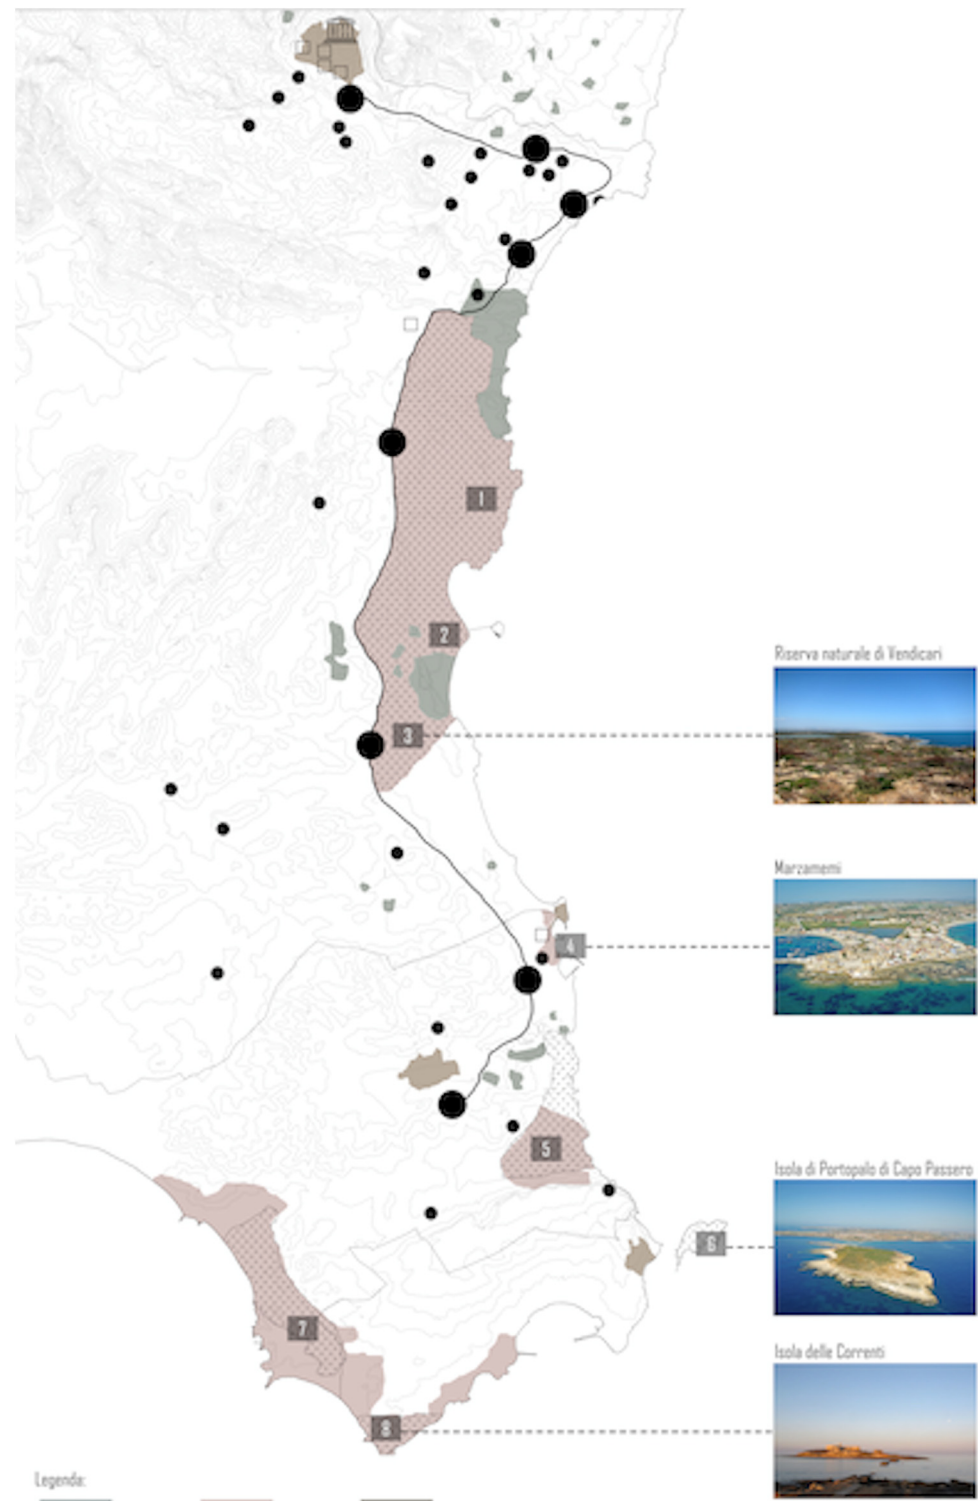 1
2
Riserva naturale di Vendicari
3
Marzamemi
4
5
Isola di Portopalo di Capo Passero
6
7
Isola delle Correnti
8
Legenda: